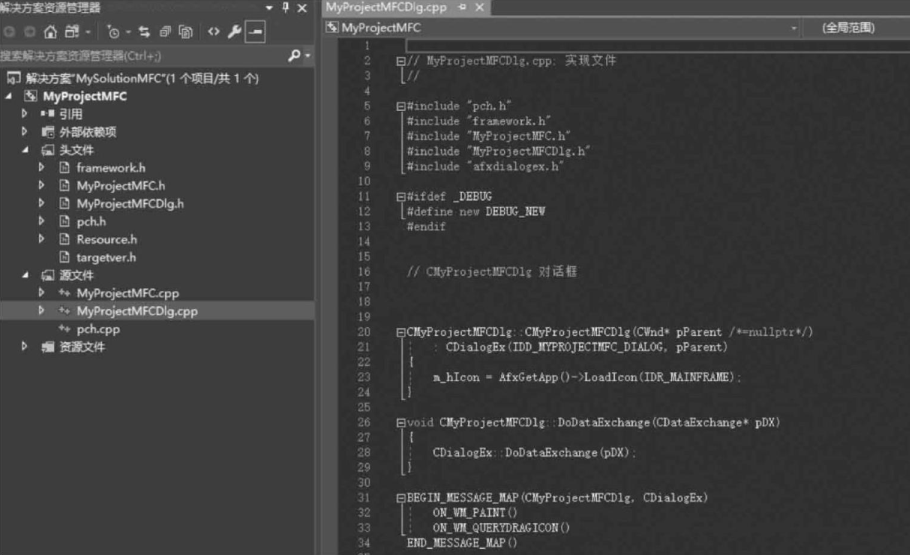 解决方案资源管理器
搜索解决方案资源管理器(Ctrl+;)
解决方案"MySolutionMFC"(1 个项目/共 1 个)
MyProjectMFC
引用
外部依赖项
头文件
framework.h
MyProjectMFC.h
MyProjectMFCDlg.h
pch.h
Resource.h
targetver.h
源文件
MyProjectMFC.cpp
MyProjectMFCDlg.cpp
pch.cpp
资源文件
MyProjectMFCDlg.cpp
MyProjectMFC
(全局范围)
1
2 // MyProjectMFCDlg.cpp: 实现文件
3 //
4
5 #include "pch.h"
6 #include "framework.h"
7 #include "MyProjectMFC.h"
8 #include "MyProjectMFCDlg.h"
9 #include "afxdialogex.h"
10
11 #ifdef _DEBUG
12 #define new DEBUG_NEW
13 #endif
14
15
16 // CMyProjectMFCDlg 对话框
17
18
19
20 CMyProjectMFCDlg::CMyProjectMFCDlg(CWnd* pParent /*=nullptr*/)
21 : CDialogEx(IDD_MYPROJECTMFC_DIALOG, pParent)
22 {
23 m_hIcon = AfxGetApp()->LoadIcon(IDR_MAINFRAME);
24 }
25
26 void CMyProjectMFCDlg::DoDataExchange(CDataExchange* pDX)
27 {
28 CDialogEx::DoDataExchange(pDX);
29 }
30
31 BEGIN_MESSAGE_MAP(CMyProjectMFCDlg, CDialogEx)
32 ON_WM_PAINT()
33 ON_WM_QUERYDRAGICON()
34 END_MESSAGE_MAP()